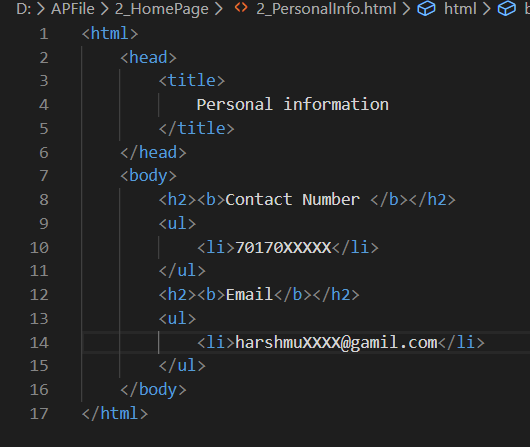 D: > APFile > 2_HomePage > <> 2_PersonalInfo.html > html > b
1 <html>
2 <head>
3 <title>
4 Personal information
5 </title>
6 </head>
7 <body>
8 <h2><b>Contact Number </b></h2>
9 <ul>
10 <li>70170XXXXX</li>
11 </ul>
12 <h2><b>Email</b></h2>
13 <ul>
14 <li>harshmuXXXX@gamil.com</li>
15 </ul>
16 </body>
17 </html>